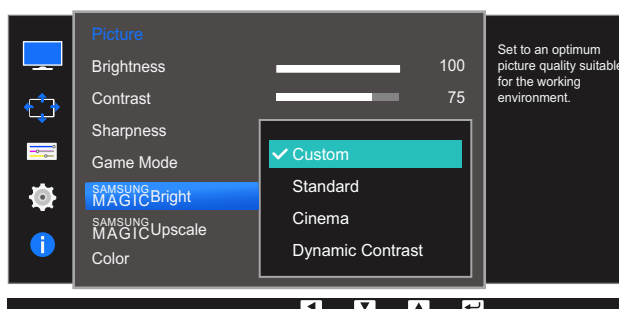 Picture
Brightness 100
Contrast 75
Sharpness
Game Mode
SAMSUNG
MAGICBright
SAMSUNG
MAGICUpscale
Color
Custom
Standard
Cinema
Dynamic Contrast
Set to an optimum
picture quality suitable
for the working
environment.